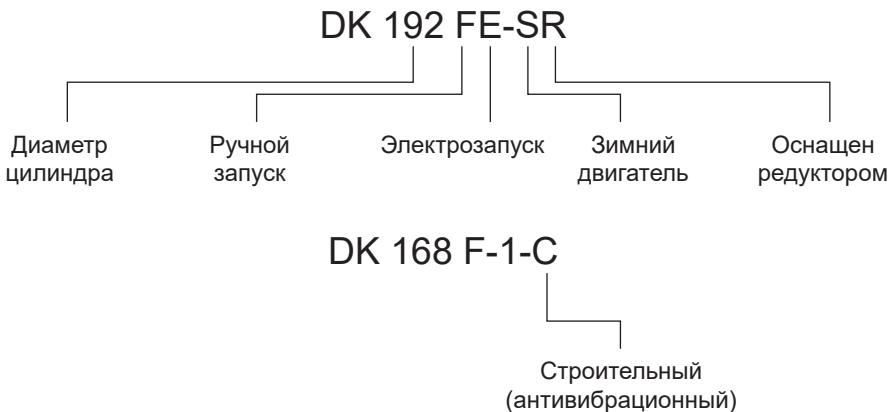 DK 192 FE-SR
Диаметр цилиндра
Ручной запуск
Электрозапуск
Зимний двигатель
Оснащен редуктором
DK 168 F-1-C
Строительный
(антивибрационный)